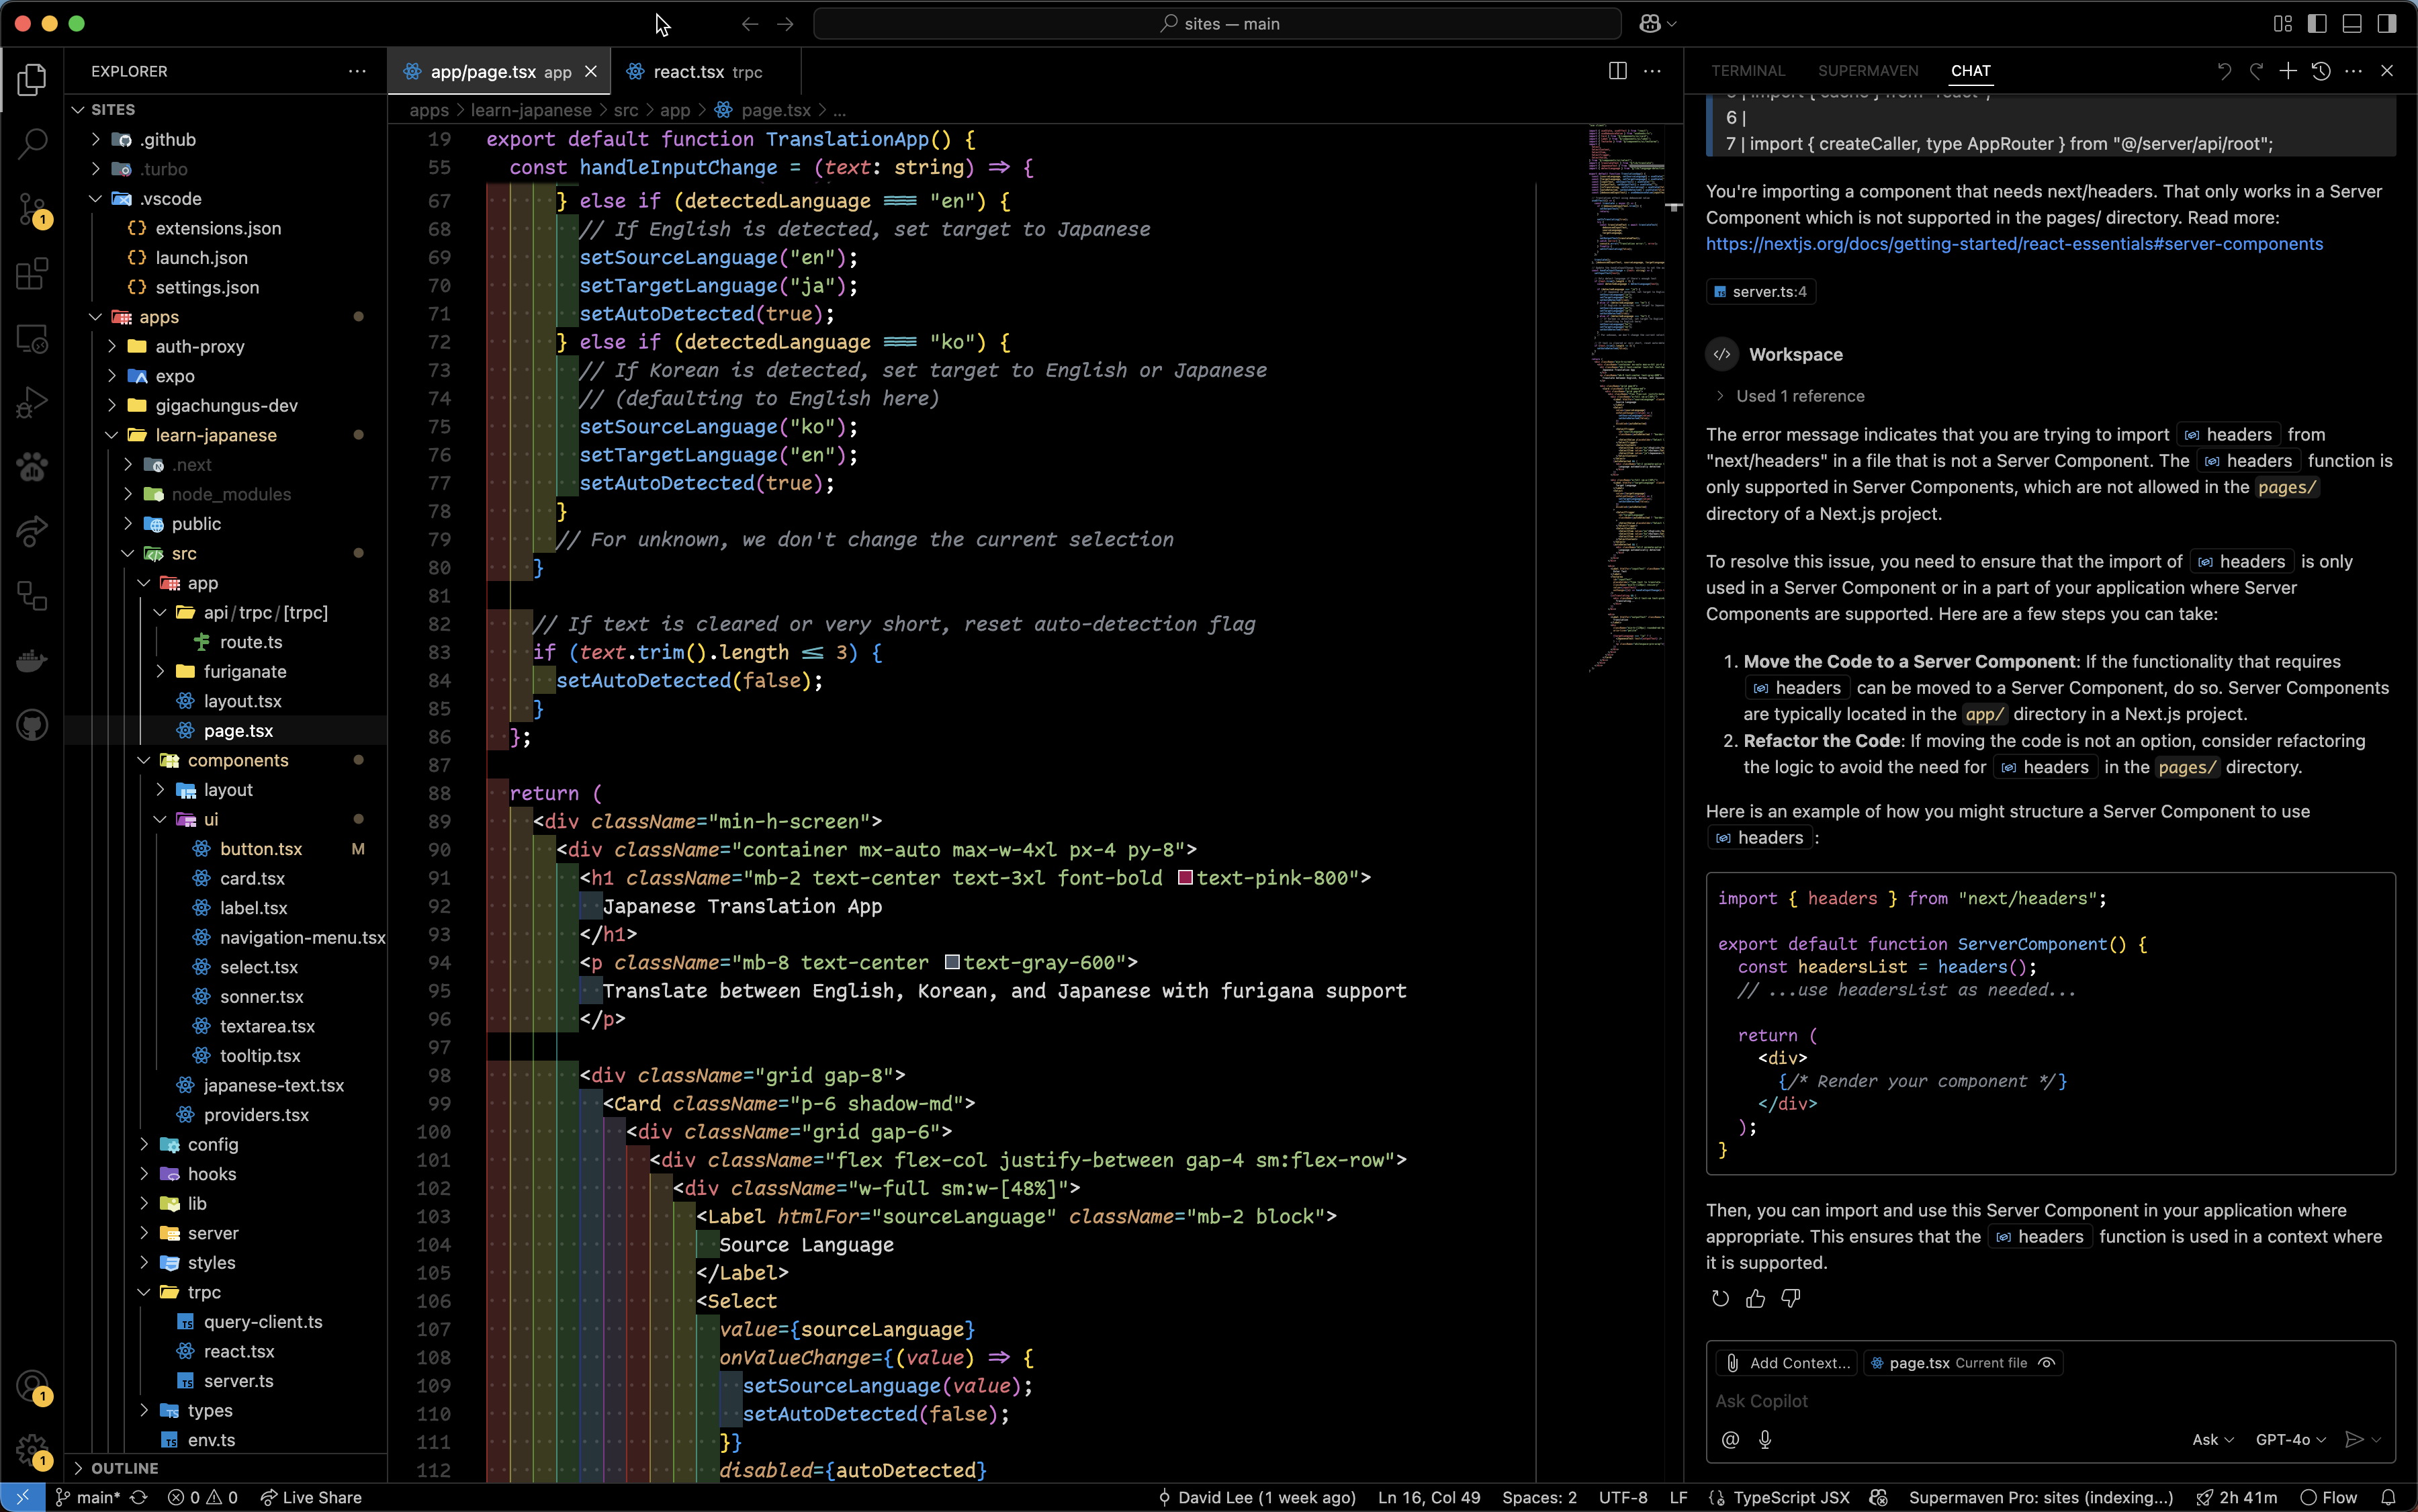 sites — main
EXPLORER
SITES
.github
.turbo
.vscode
extensions.json
launch.json
settings.json
apps
auth-proxy
expo
gigachungus-dev
learn-japanese
.next
node_modules
public
src
app
api/trpc/[trpc]
route.ts
furiganate
layout.tsx
page.tsx
components
layout
ui
button.tsx M
card.tsx
label.tsx
navigation-menu.tsx
select.tsx
sonner.tsx
textarea.tsx
tooltip.tsx
japanese-text.tsx
providers.tsx
config
hooks
lib
server
styles
trpc
query-client.ts
react.tsx
server.ts
types
env.ts
OUTLINE
1
1
1
app/page.tsx app
react.tsx trpc
apps > learn-japanese > src > app > page.tsx > ...
19 export default function TranslationApp() {
55 const handleInputChange = (text: string) => {
67 } else if (detectedLanguage === "en") {
68 // If English is detected, set target to Japanese
69 setSourceLanguage("en");
70 setTargetLanguage("ja");
71 setAutoDetected(true);
72 } else if (detectedLanguage === "ko") {
73 // If Korean is detected, set target to English or Japanese
74 // (defaulting to English here)
75 setSourceLanguage("ko");
76 setTargetLanguage("en");
77 setAutoDetected(true);
78 }
79 // For unknown, we don't change the current selection
80 }
81
82 // If text is cleared or very short, reset auto-detection flag
83 if (text.trim().length <= 3) {
84 setAutoDetected(false);
85 }
86 };
87
88 return (
89 <div className="min-h-screen">
90 <div className="container mx-auto max-w-4xl px-4 py-8">
91 <h1 className="mb-2 text-center text-3xl font-bold text-pink-800">
92 Japanese Translation App
93 </h1>
94 <p className="mb-8 text-center text-gray-600">
95 Translate between English, Korean, and Japanese with furigana support
96 </p>
97
98 <div className="grid gap-8">
99 <Card className="p-6 shadow-md">
100 <div className="grid gap-6">
101 <div className="flex flex-col justify-between gap-4 sm:flex-row">
102 <div className="w-full sm:w-[48%]">
103 <Label htmlFor="sourceLanguage" className="mb-2 block">
104 Source Language
105 </Label>
106 <Select
107 value={sourceLanguage}
108 onValueChange={(value) => {
109 setSourceLanguage(value);
110 setAutoDetected(false);
111 }}
112 disabled={autoDetected}
TERMINAL SUPERMAVEN CHAT
6 |
7 | import { createCaller, type AppRouter } from "@/server/api/root";
You're importing a component that needs next/headers. That only works in a Server
Component which is not supported in the pages/ directory. Read more:
https://nextjs.org/docs/getting-started/react-essentials#server-components
server.ts:4
Workspace
Used 1 reference
The error message indicates that you are trying to import headers from
"next/headers" in a file that is not a Server Component. The headers function is
only supported in Server Components, which are not allowed in the pages/
directory of a Next.js project.
To resolve this issue, you need to ensure that the import of headers is only
used in a Server Component or in a part of your application where Server
Components are supported. Here are a few steps you can take:
1. Move the Code to a Server Component: If the functionality that requires
headers can be moved to a Server Component, do so. Server Components
are typically located in the app/ directory in a Next.js project.
2. Refactor the Code: If moving the code is not an option, consider refactoring
the logic to avoid the need for headers in the pages/ directory.
Here is an example of how you might structure a Server Component to use
headers :
import { headers } from "next/headers";
export default function ServerComponent() {
const headersList = headers();
// ...use headersList as needed...
return (
<div>
{/* Render your component */}
</div>
);
}
Then, you can import and use this Server Component in your application where
appropriate. This ensures that the headers function is used in a context where
it is supported.
Add Context... page.tsx Current file
Ask Copilot
Ask GPT-4o
main* 0 0 Live Share
David Lee (1 week ago) Ln 16, Col 49 Spaces: 2 UTF-8 LF TypeScript JSX Supermaven Pro: sites (indexing...) 2h 41m Flow